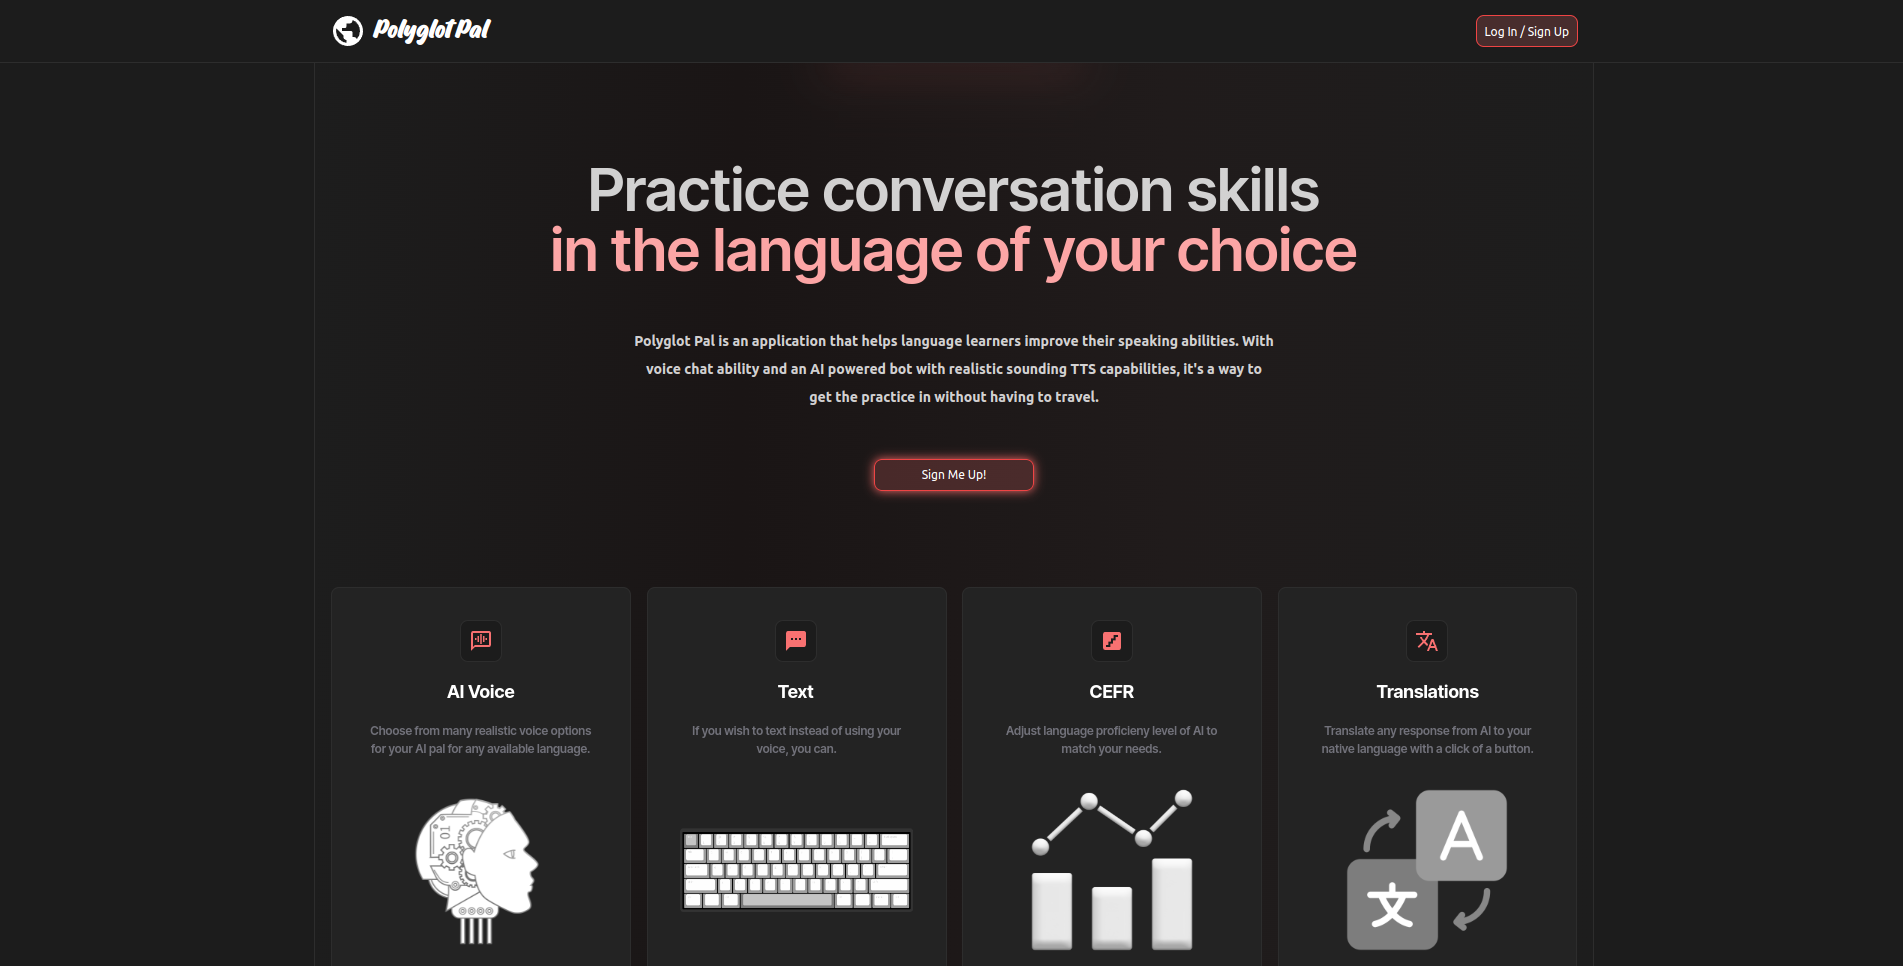 Polyglot Pal
Log In / Sign Up
Practice conversation skills
in the language of your choice
Polyglot Pal is an application that helps language learners improve their speaking abilities. With
voice chat ability and an AI powered bot with realistic sounding TTS capabilities, it's a way to
get the practice in without having to travel.
Sign Me Up!
AI Voice
Choose from many realistic voice options
for your AI pal for any available language.
01
Text
If you wish to text instead of using your
voice, you can.
CEFR
Adjust language proficieny level of AI to
match your needs.
Translations
Translate any response from AI to your
native language with a click of a button.
A
文